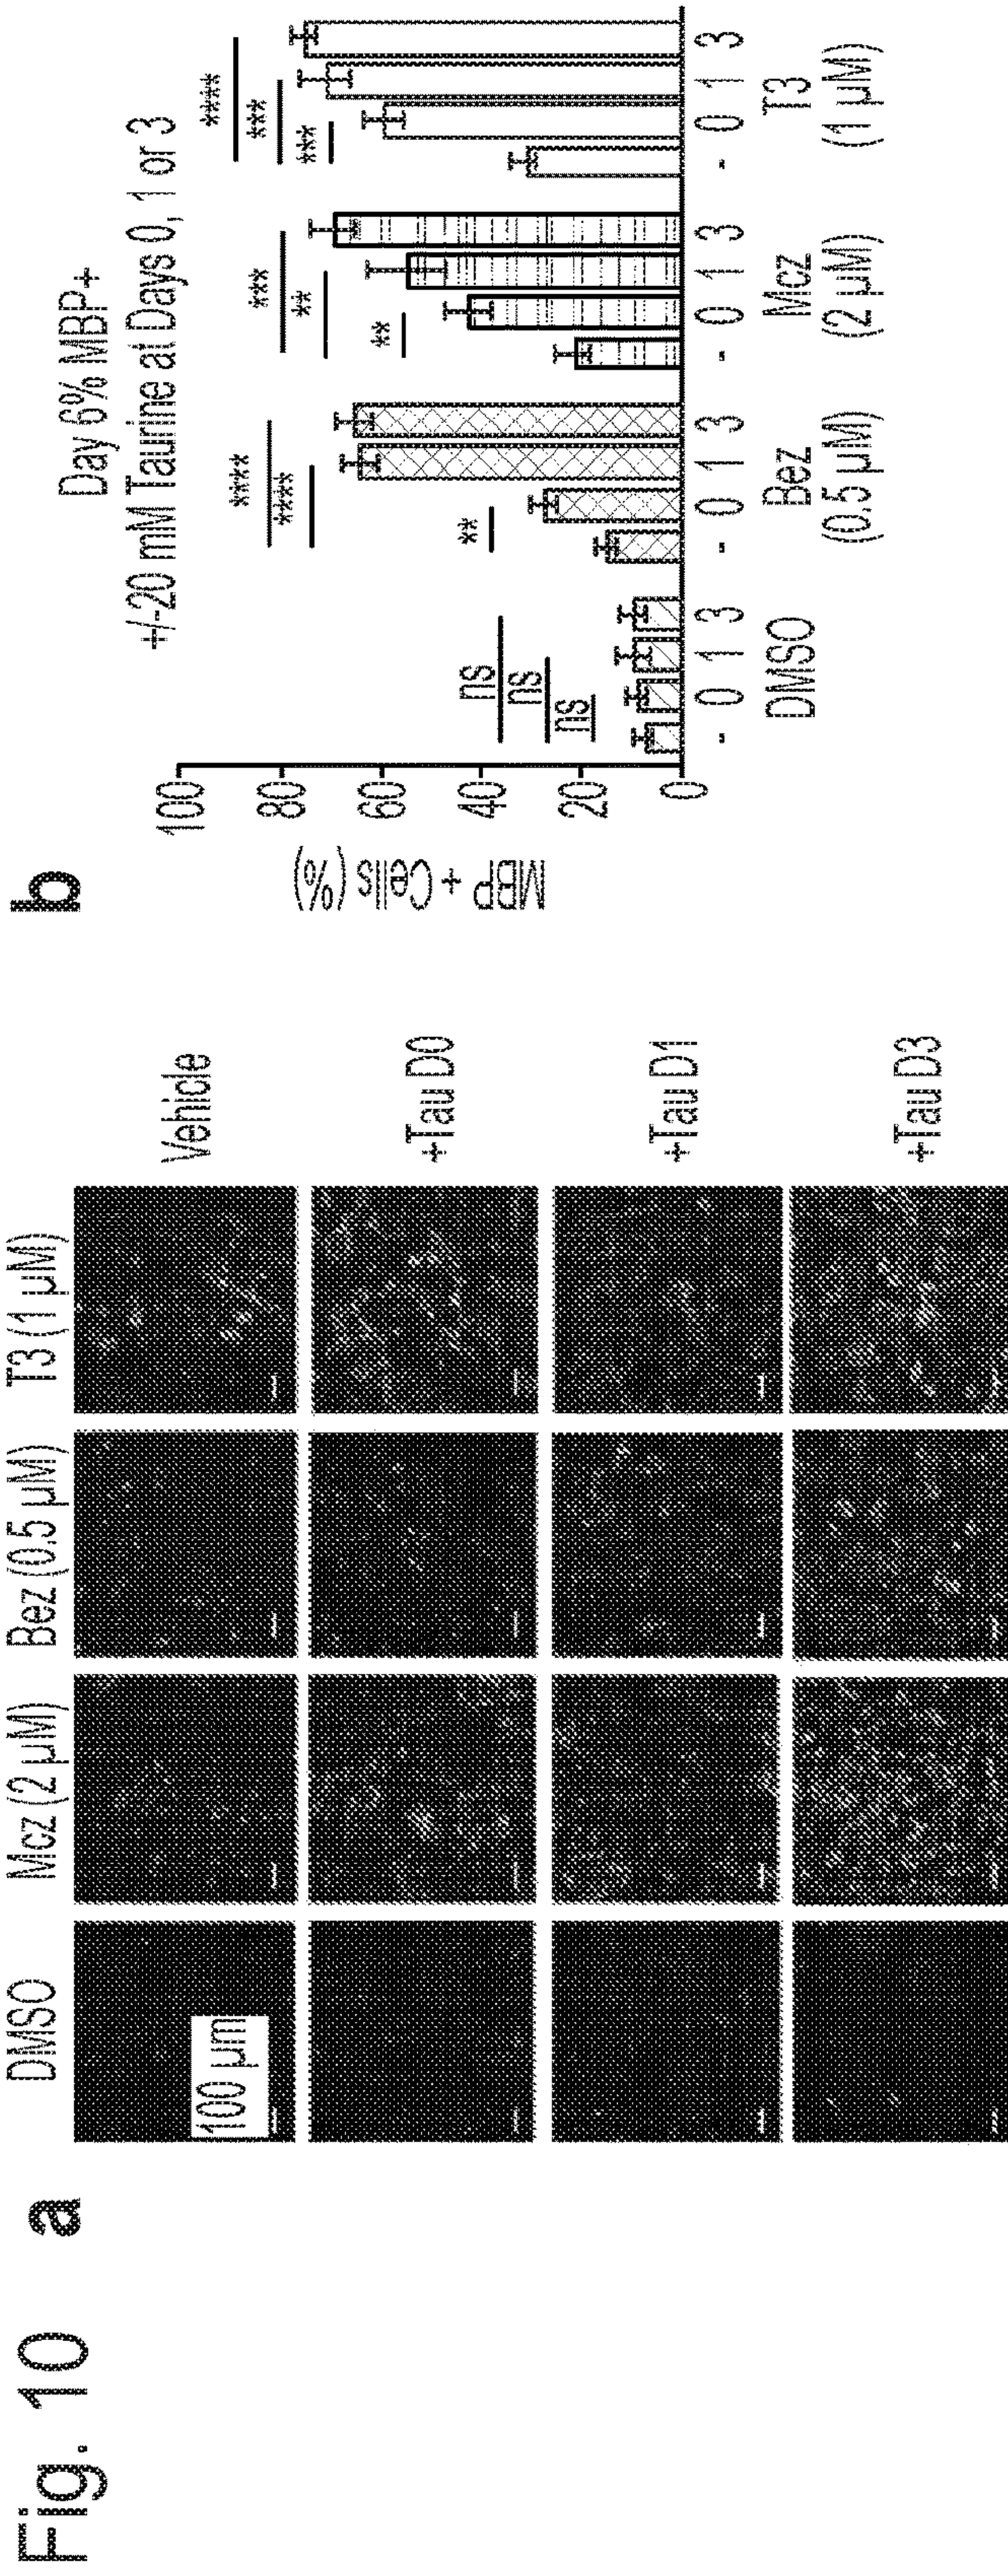 Fig. 10
a
DMSO Mcz (2 µM) Bez (0.5 µM) T3 (1 µM)
Vehicle
100 µm
+Tau D0
+Tau D1
+Tau D3
b
Day 6% MBP+
+/-20 mM Taurine at Days 0, 1 or 3
MBP + Cells (%)
100
80
60
40
20
0
ns
ns
ns
****
****
**
***
**
**
****
***
***
- 0 1 3 - 0 1 3 - 0 1 3 - 0 1 3
DMSO Bez Mcz T3
(0.5 µM) (2 µM) (1 µM)